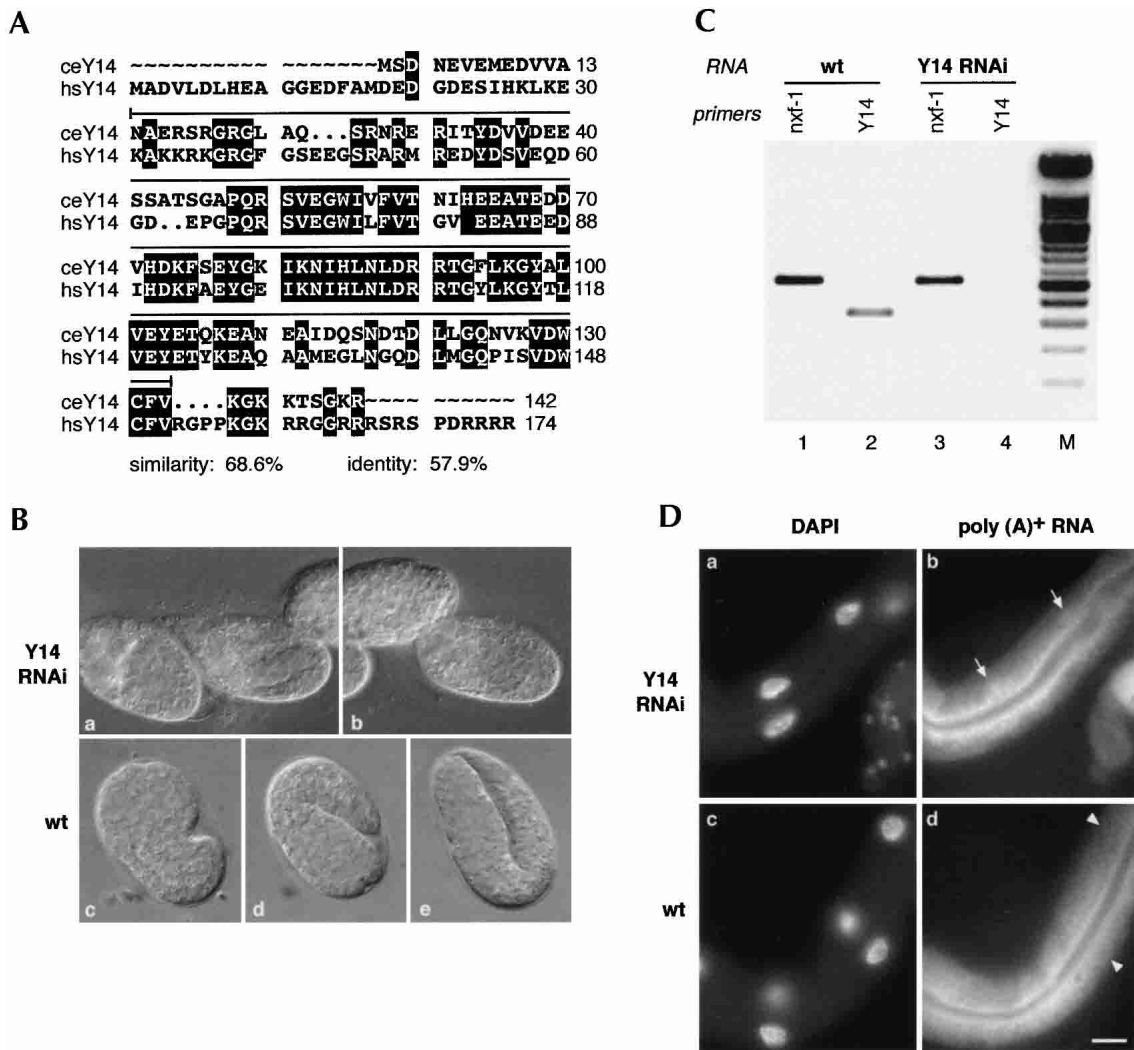 A
ceY14 ~~~~~~~~~~ ~~~~~~~MSD NEVEMEDVVA 13
hsY14 MADVLDLHEA GGEDFAMDED GDESIHKLKE 30
ceY14 NAERSRGRGL AQ...SRNRE RITYDVVDEE 40
hsY14 KAKKRKGRGF GSEEGSRARM REDYDSVEQD 60
ceY14 SSATSGAPQR SVEGWIVFVT NIHEEATEDD 70
hsY14 GD..EPGPQR SVEGWILFVT GV EEATEED 88
ceY14 VHDKFSEYGK IKNIHLNLDR RTGFLKGYAL 100
hsY14 IHDKFAEYGE IKNIHLNLDR RTGYLKGYTL 118
ceY14 VEYETQKEAN EAIDQSNDTD LLGQNVKVDW 130
hsY14 VEYETYKEAQ AAMEGLNGQD LMGQPISVDW 148
ceY14 CFV....KGK KTSGKR~~~~ ~~~~~~ 142
hsY14 CFVRGPPKGK RRGGRRRSRS PDRRRR 174
similarity: 68.6% identity: 57.9%
B
Y14
RNAi
a b
wt
c d e
C
RNA wt Y14 RNAi
primers nxf-1 Y14 nxf-1 Y14
1 2 3 4 M
D
DAPI poly (A)+ RNA
Y14
RNAi
a b
wt
c d